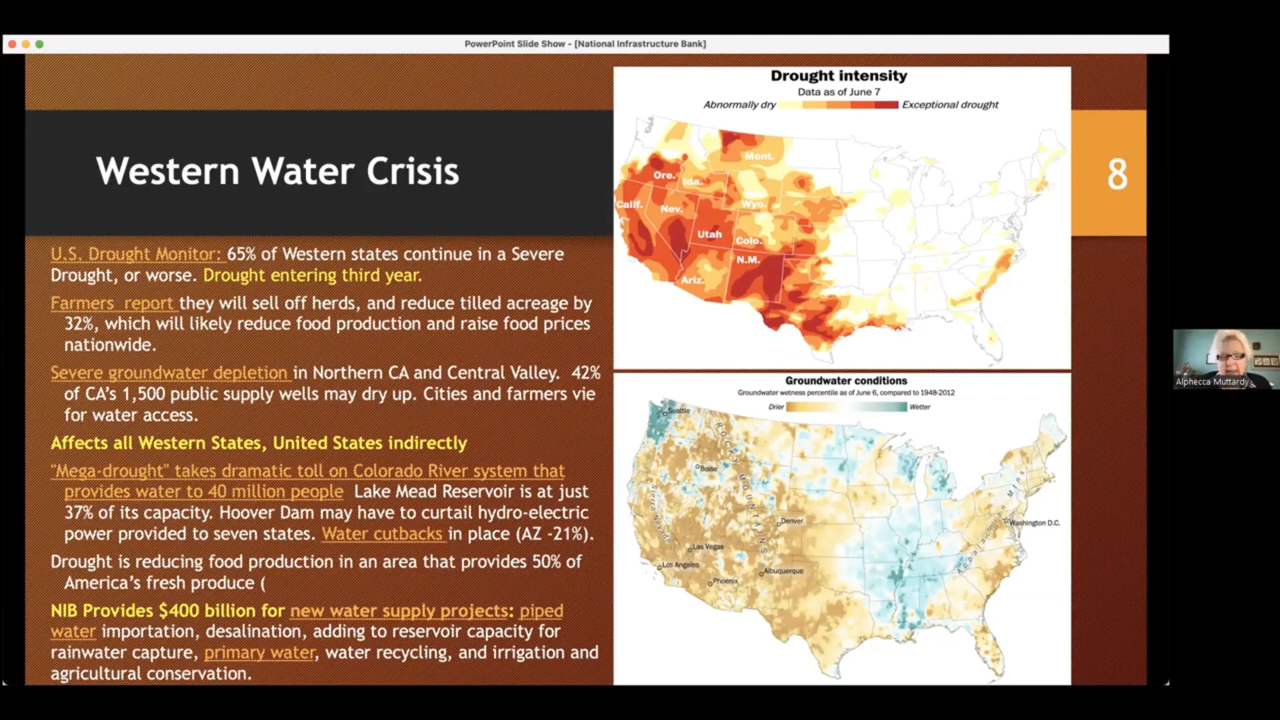 PowerPoint Slide Show - [National Infrastructure Bank]
Western Water Crisis
8
U.S. Drought Monitor: 65% of Western states continue in a Severe
Drought, or worse. Drought entering third year.
Farmers report they will sell off herds, and reduce tilled acreage by
32%, which will likely reduce food production and raise food prices
nationwide.
Severe groundwater depletion in Northern CA and Central Valley. 42%
of CA's 1,500 public supply wells may dry up. Cities and farmers vie
for water access.
Affects all Western States, United States indirectly
"Mega-drought" takes dramatic toll on Colorado River system that
provides water to 40 million people Lake Mead Reservoir is at just
37% of its capacity. Hoover Dam may have to curtail hydro-electric
power provided to seven states. Water cutbacks in place (AZ -21%).
Drought is reducing food production in an area that provides 50% of
America's fresh produce (
NIB Provides $400 billion for new water supply projects: piped
water importation, desalination, adding to reservoir capacity for
rainwater capture, primary water, water recycling, and irrigation and
agricultural conservation.
Drought intensity
Data as of June 7
Abnormally dry Exceptional drought
Mont.
Ore.
Ida.
Wyo.
Calif.
Nev.
Utah
Colo.
N.M.
Ariz.
Groundwater conditions
Groundwater wetness percentile as of June 6, compared to 1948-2012
Drier Wetter
Seattle
ROCKY MOUNTAINS
Boise
Sierra Nevada
Denver
Washington D.C.
Las Vegas
Los Angeles
Albuquerque
Phoenix
Alphecca Muttardy